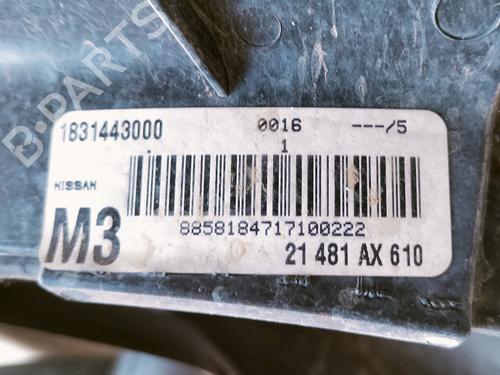 B-PARTS
1831443000 0016 ---/5
1
NISSAN
M3
8858184717100222
21 481 AX 610